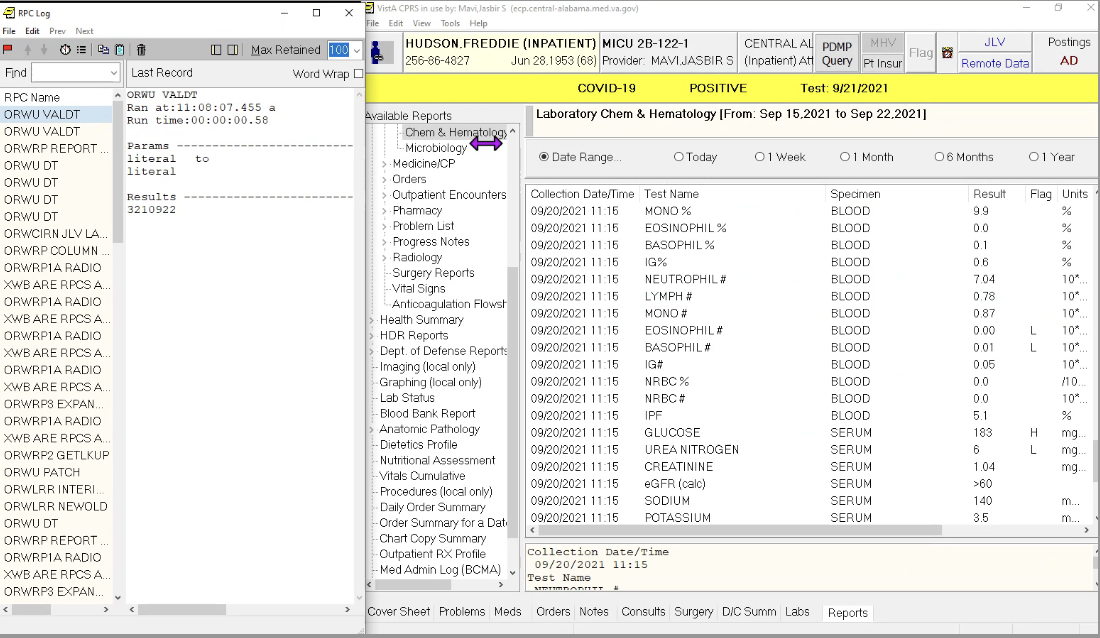 RPC Log
File Edit Prev Next
Max Retained 100
Find Last Record Word Wrap
RPC Name
ORWU VALDT
ORWU VALDT
ORWRP REPORT ...
ORWU DT
ORWU DT
ORWU DT
ORWU DT
ORWCIRN JLV LA...
ORWRP COLUMN ...
ORWRP1A RADIO
XWB ARE RPCS A...
ORWRP1A RADIO
XWB ARE RPCS A...
ORWRP1A RADIO
XWB ARE RPCS A...
ORWRP1A RADIO
XWB ARE RPCS A...
ORWRP3 EXPAN...
ORWRP1A RADIO
XWB ARE RPCS A...
ORWRP2 GETLKUP
ORWU PATCH
ORWLRR INTERI...
ORWLRR NEWOLD
ORWU DT
ORWRP REPORT ...
ORWRP1A RADIO
XWB ARE RPCS A...
ORWRP3 EXPAN...
ORWU VALDT
Ran at:11:08:07.455 a
Run time:00:00:00.58
Params ------------------
literal to
literal
Results -----------------
3210922
VistA CPRS in use by: Mavi,Jasbir S (ecp.central-alabama.med.va.gov)
File Edit View Tools Help
HUDSON,FREDDIE (INPATIENT)
256-86-4827 Jun 28,1953 (68)
MICU 2B-122-1
Provider: MAVI,JASBIR S
CENTRAL AL
(Inpatient) Att
PDMP
Query
MHV
Pt Insur
Flag
JLV
Remote Data
Postings
AD
COVID-19 POSITIVE Test: 9/21/2021
Available Reports
Chem & Hematology
Microbiology
Medicine/CP
Orders
Outpatient Encounters
Pharmacy
Problem List
Progress Notes
Radiology
Surgery Reports
Vital Signs
Anticoagulation Flowsh
Health Summary
HDR Reports
Dept. of Defense Reports
Imaging (local only)
Graphing (local only)
Lab Status
Blood Bank Report
Anatomic Pathology
Dietetics Profile
Nutritional Assessment
Vitals Cumulative
Procedures (local only)
Daily Order Summary
Order Summary for a Dat
Chart Copy Summary
Outpatient RX Profile
Med Admin Log (BCMA)
Laboratory Chem & Hematology [From: Sep 15,2021 to Sep 22,2021]
Date Range... Today 1 Week 1 Month 6 Months 1 Year
Collection Date/Time Test Name Specimen Result Flag Units
09/20/2021 11:15 MONO % BLOOD 9.9 %
09/20/2021 11:15 EOSINOPHIL % BLOOD 0.0 %
09/20/2021 11:15 BASOPHIL % BLOOD 0.1 %
09/20/2021 11:15 IG% BLOOD 0.6 %
09/20/2021 11:15 NEUTROPHIL # BLOOD 7.04 10*...
09/20/2021 11:15 LYMPH # BLOOD 0.78 10*...
09/20/2021 11:15 MONO # BLOOD 0.87 10*...
09/20/2021 11:15 EOSINOPHIL # BLOOD 0.00 L 10*...
09/20/2021 11:15 BASOPHIL # BLOOD 0.01 L 10*...
09/20/2021 11:15 IG# BLOOD 0.05 10*...
09/20/2021 11:15 NRBC % BLOOD 0.0 /10...
09/20/2021 11:15 NRBC # BLOOD 0.0 10*...
09/20/2021 11:15 IPF BLOOD 5.1 %
09/20/2021 11:15 GLUCOSE SERUM 183 H mg...
09/20/2021 11:15 UREA NITROGEN SERUM 6 L mg...
09/20/2021 11:15 CREATININE SERUM 1.04 mg...
09/20/2021 11:15 eGFR (calc) SERUM >60
09/20/2021 11:15 SODIUM SERUM 140 m...
09/20/2021 11:15 POTASSIUM SERUM 3.5 m...
Collection Date/Time
09/20/2021 11:15
Test Name
Cover Sheet Problems Meds Orders Notes Consults Surgery D/C Summ Labs Reports